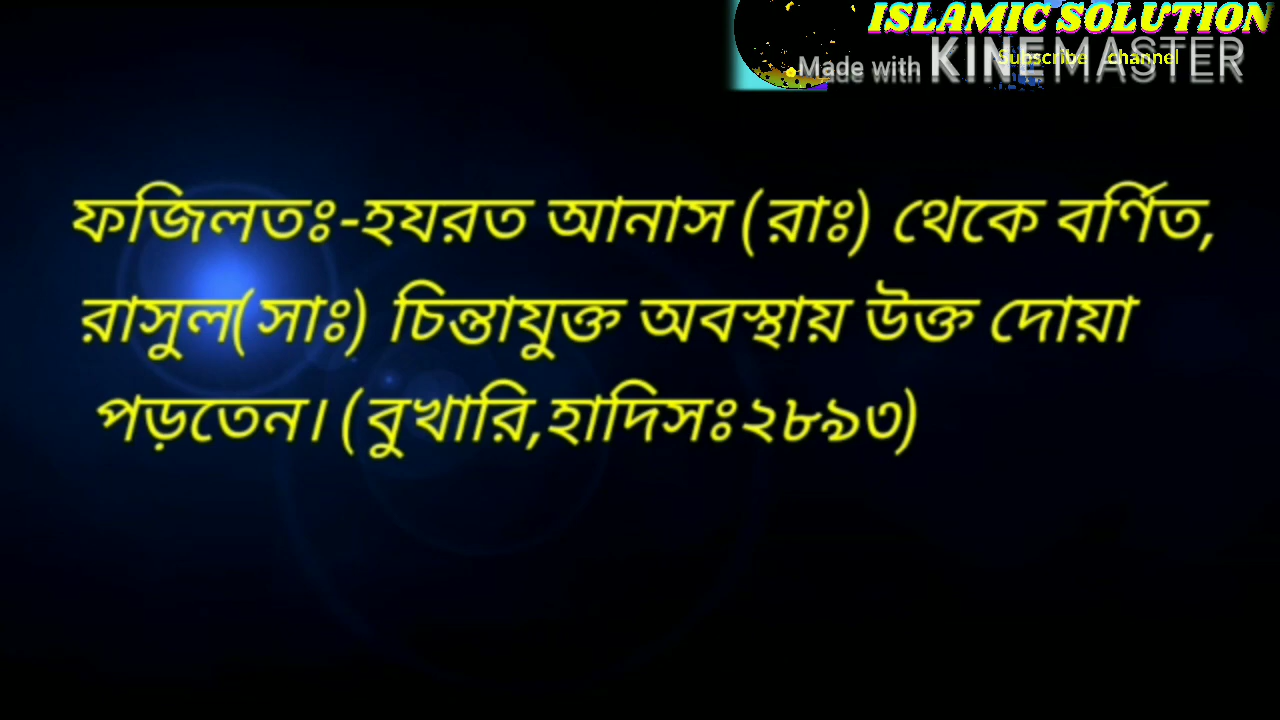 ISLAMIC SOLUTION
Made with KINEMASTER
Subscribe channel
ফজিলতঃ-হযরত আনাস (রাঃ) থেকে বর্ণিত,
রাসুল(সাঃ) চিন্তাযুক্ত অবস্থায় উক্ত দোয়া
পড়তেন। (বুখারি,হাদিসঃ২৮৯৩)